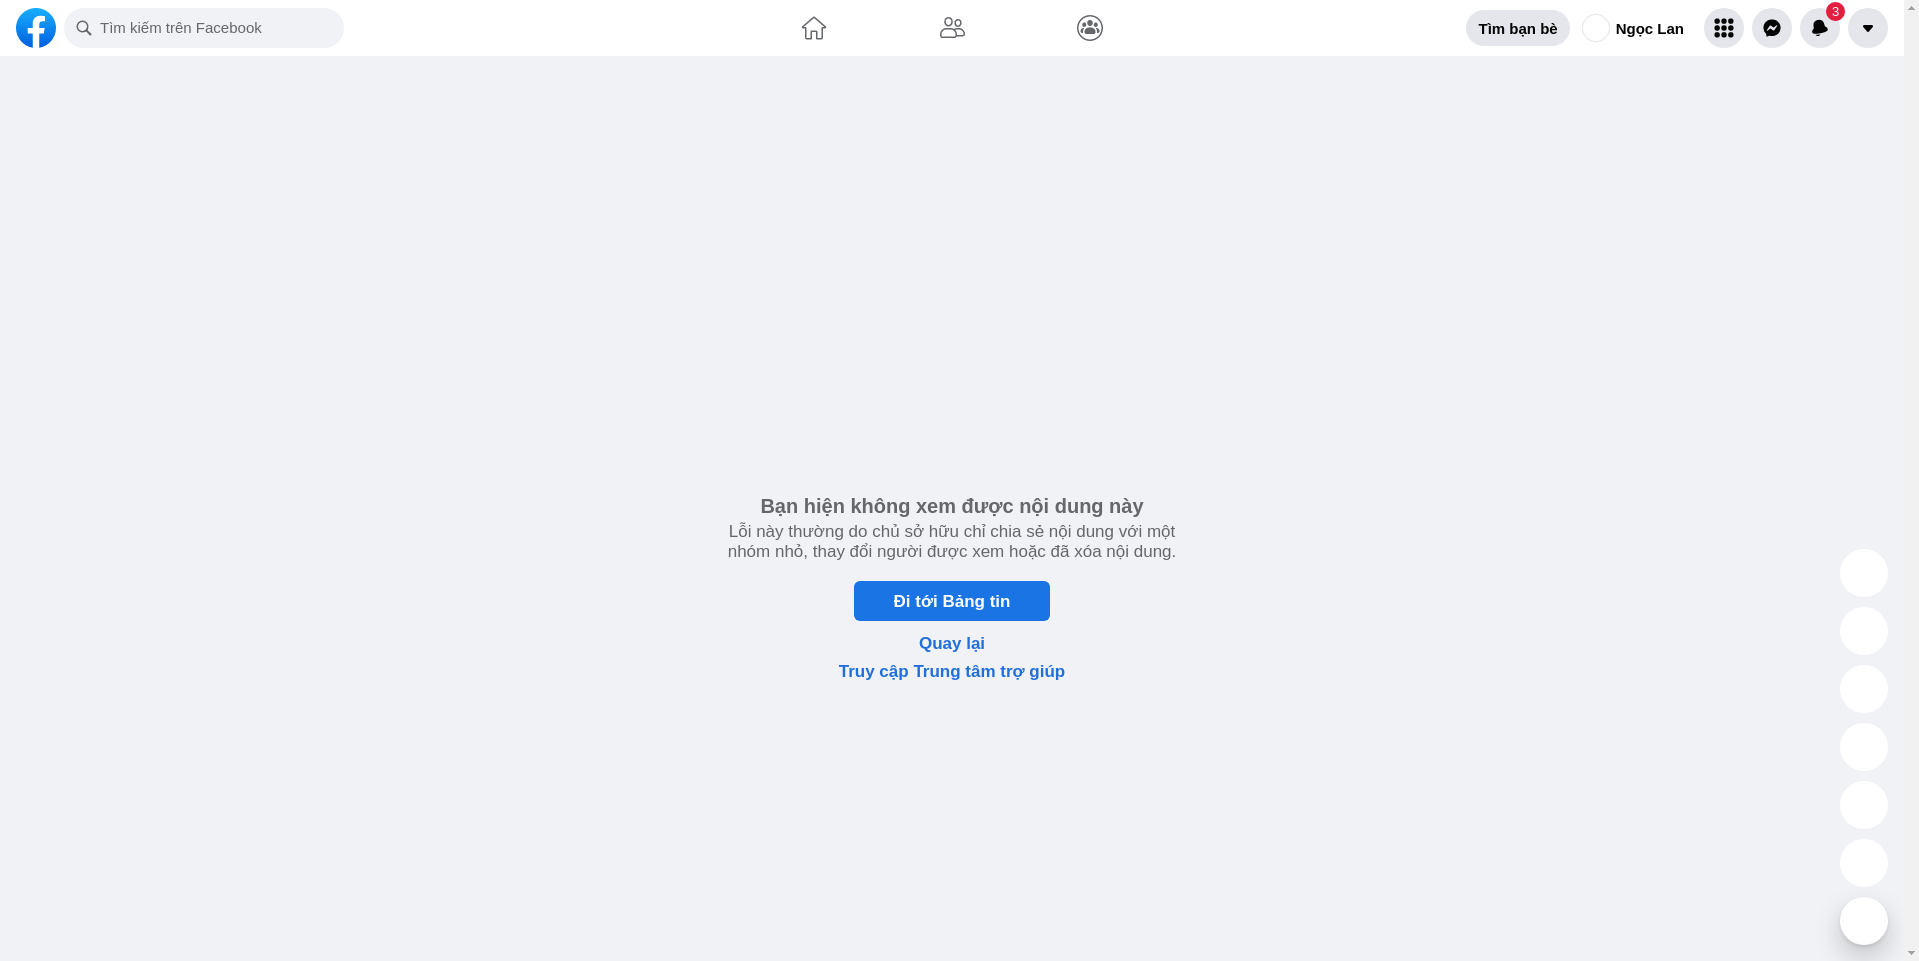 Tìm kiếm trên Facebook
Tìm bạn bè
Ngọc Lan
3
Bạn hiện không xem được nội dung này
Lỗi này thường do chủ sở hữu chỉ chia sẻ nội dung với một
nhóm nhỏ, thay đổi người được xem hoặc đã xóa nội dung.
Đi tới Bảng tin
Quay lại
Truy cập Trung tâm trợ giúp